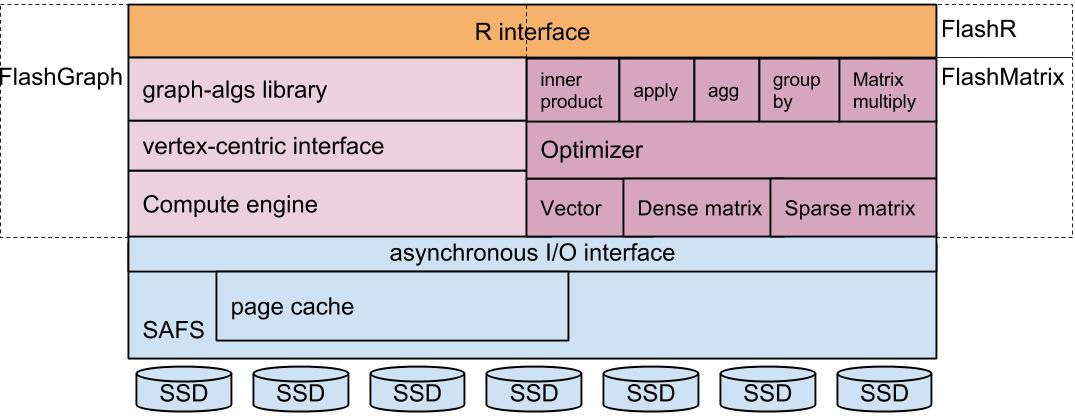 R interface
FlashR
FlashGraph
FlashMatrix
graph-algs library
inner
product
apply
agg
group
by
Matrix
multiply
vertex-centric interface
Optimizer
Compute engine
Vector
Dense matrix
Sparse matrix
asynchronous I/O interface
page cache
SAFS
SSD
SSD
SSD
SSD
SSD
SSD
SSD